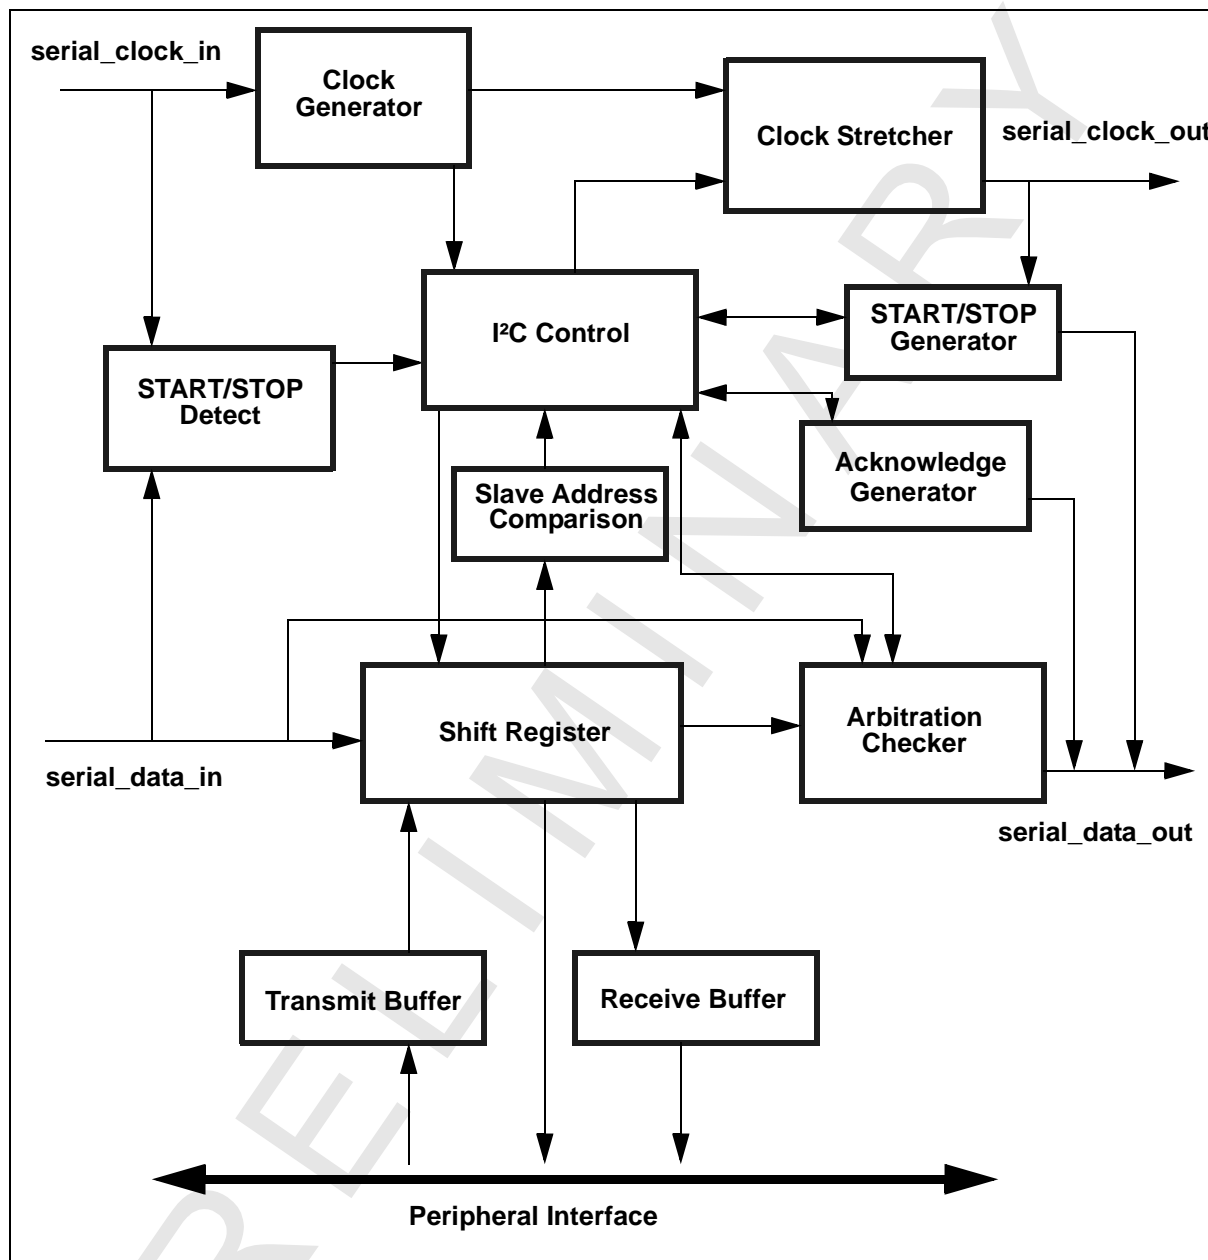 serial_clock_in
Clock
Generator
Clock Stretcher
serial_clock_out
I²C Control
START/STOP
Generator
START/STOP
Detect
Acknowledge
Generator
Slave Address
Comparison
Shift Register
Arbitration
Checker
serial_data_in
serial_data_out
Transmit Buffer
Receive Buffer
Peripheral Interface
RELIMINARY